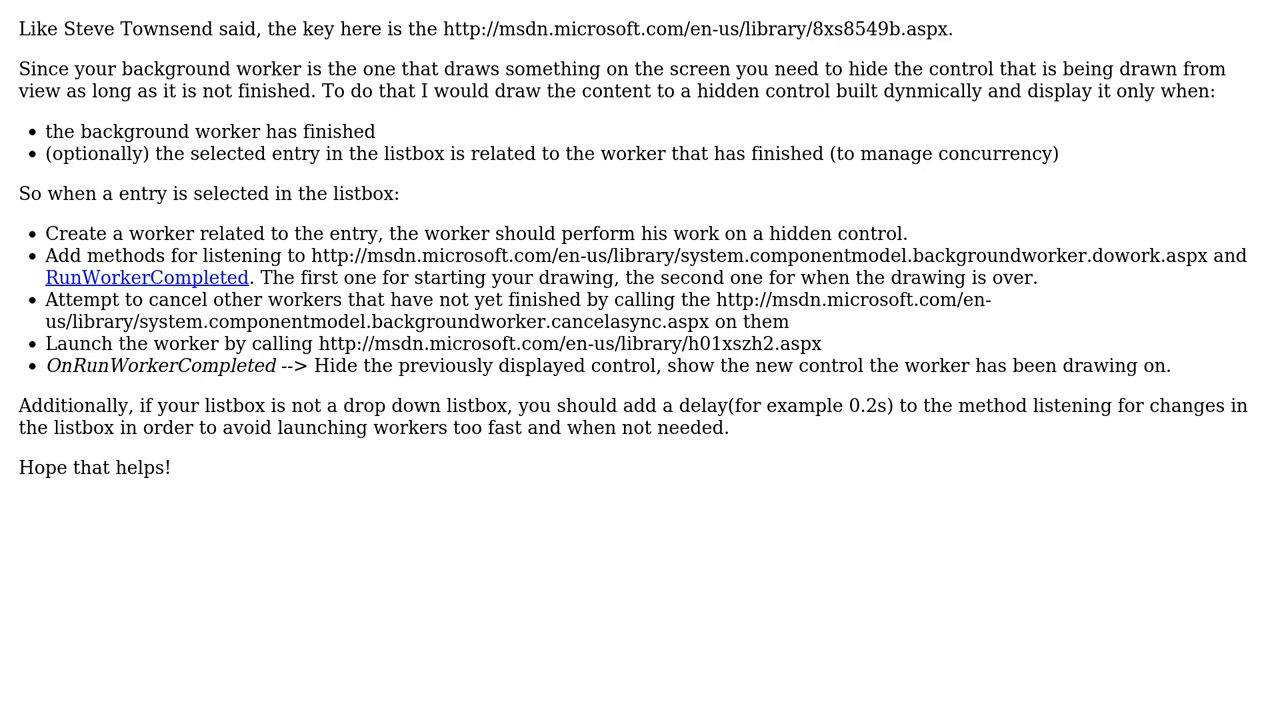 Like Steve Townsend said, the key here is the http://msdn.microsoft.com/en-us/library/8xs8549b.aspx.
Since your background worker is the one that draws something on the screen you need to hide the control that is being drawn from
view as long as it is not finished. To do that I would draw the content to a hidden control built dynmically and display it only when:
• the background worker has finished
• (optionally) the selected entry in the listbox is related to the worker that has finished (to manage concurrency)
So when a entry is selected in the listbox:
• Create a worker related to the entry, the worker should perform his work on a hidden control.
• Add methods for listening to http://msdn.microsoft.com/en-us/library/system.componentmodel.backgroundworker.dowork.aspx and
RunWorkerCompleted. The first one for starting your drawing, the second one for when the drawing is over.
• Attempt to cancel other workers that have not yet finished by calling the http://msdn.microsoft.com/en-
us/library/system.componentmodel.backgroundworker.cancelasync.aspx on them
• Launch the worker by calling http://msdn.microsoft.com/en-us/library/h01xszh2.aspx
• OnRunWorkerCompleted --> Hide the previously displayed control, show the new control the worker has been drawing on.
Additionally, if your listbox is not a drop down listbox, you should add a delay(for example 0.2s) to the method listening for changes in
the listbox in order to avoid launching workers too fast and when not needed.
Hope that helps!